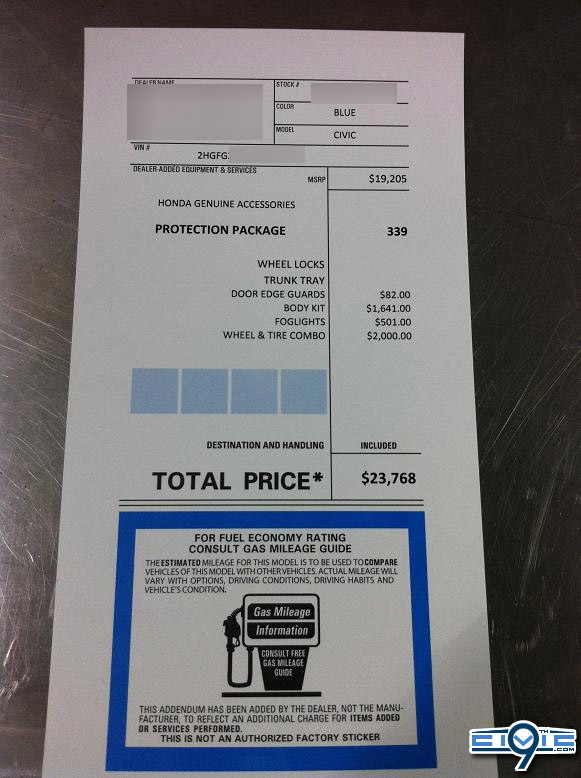 DEALER NAME
STOCK #
COLOR
BLUE
MODEL
CIVIC
VIN #
2HGFG
DEALER-ADDED EQUIPMENT & SERVICES
MSRP $19,205
HONDA GENUINE ACCESSORIES
PROTECTION PACKAGE 339
WHEEL LOCKS
TRUNK TRAY
DOOR EDGE GUARDS $82.00
BODY KIT $1,641.00
FOGLIGHTS $501.00
WHEEL & TIRE COMBO $2,000.00
DESTINATION AND HANDLING INCLUDED
TOTAL PRICE* $23,768
FOR FUEL ECONOMY RATING
CONSULT GAS MILEAGE GUIDE
THE ESTIMATED MILEAGE FOR THIS MODEL IS TO BE USED TO COMPARE
VEHICLES OF THIS MODEL WITH OTHER VEHICLES. ACTUAL MILEAGE WILL
VARY WITH OPTIONS, DRIVING CONDITIONS, DRIVING HABITS AND
VEHICLE'S CONDITION.
Gas Mileage
Information
CONSULT FREE
GAS MILEAGE
GUIDE
THIS ADDENDUM HAS BEEN ADDED BY THE DEALER, NOT THE MANU-
FACTURER, TO REFLECT AN ADDITIONAL CHARGE FOR ITEMS ADDED
OR SERVICES PERFORMED.
THIS IS NOT AN AUTHORIZED FACTORY STICKER
9TH
.COM